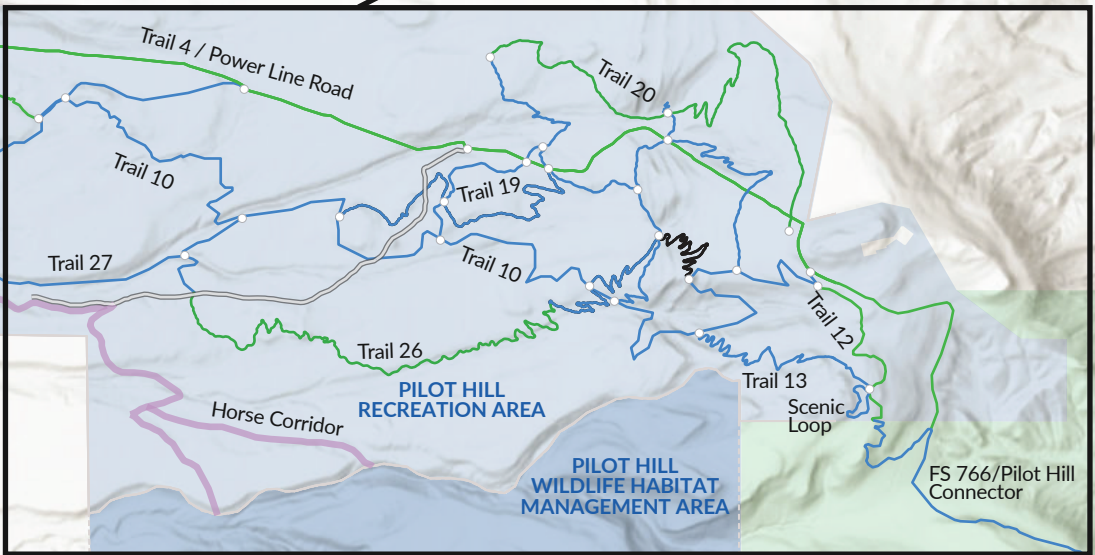 Trail 4 / Power Line Road
Trail 20
Trail 10
Trail 19
Trail 10
Trail 27
Trail 12
Trail 26
Trail 13
PILOT HILL
RECREATION AREA
Scenic
Loop
Horse Corridor
PILOT HILL
WILDLIFE HABITAT
MANAGEMENT AREA
FS 766/Pilot Hill
Connector